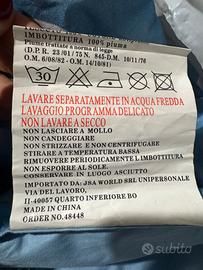 IMBOTTITURA 100% piuma
Piume trattate a norma di legge
(D.P.R. 23/01/75 N. 845-D.M. 10/11/76
O.M. 6/08/82 - O.M. 14/10/81)
30
LAVARE SEPARATAMENTE IN ACQUA FREDDA
LAVAGGIO PROGRAMMA DELICATO
NON LAVARE A SECCO
NON LASCIARE A MOLLO
NON CANDEGGIARE
NON STRIZZARE E NON CENTRIFUGARE
STIRARE A TEMPERATURA BASSA
RIMUOVERE PERIODICAMENTE L IMBOTTITURA
NON ESPORRE AL SOLE.
CONSERVARE IN LUOGO ASCIUTTO
IMPORTATO DA: JSA WORLD SRL UNIPERSONALE
VIA DEL LAVORO,
II-40057 QUARTO INFERIORE BO
MADE IN CHINA
ORDER NO. 48448
subito